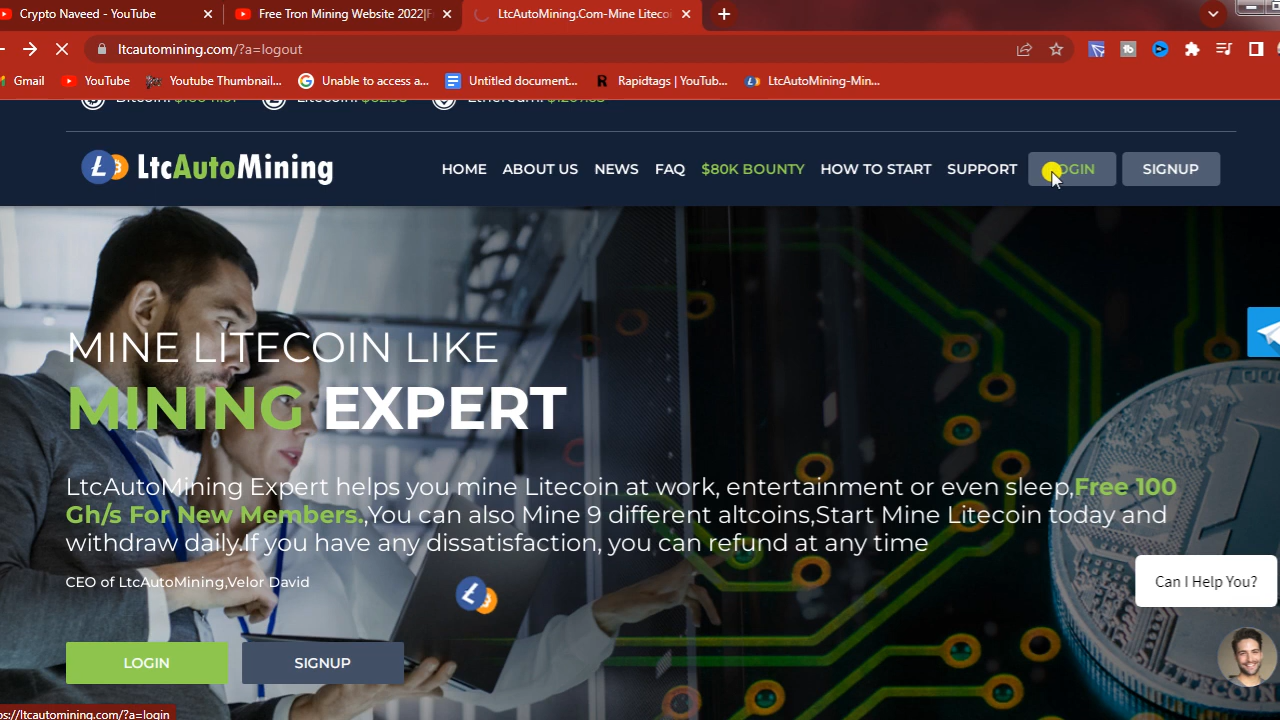 Crypto Naveed - YouTube
Free Tron Mining Website 2022|F
LtcAutoMining.Com-Mine Liteco
ltcautomining.com/?a=logout
Gmail
YouTube
Youtube Thumbnail...
Unable to access a...
Untitled document...
Rapidtags | YouTub...
LtcAutoMining-Min...
LtcAutoMining
HOME
ABOUT US
NEWS
FAQ
$80K BOUNTY
HOW TO START
SUPPORT
LOGIN
SIGNUP
MINE LITECOIN LIKE
MINING EXPERT
LtcAutoMining Expert helps you mine Litecoin at work, entertainment or even sleep,Free 100
Gh/s For New Members.,You can also Mine 9 different altcoins,Start Mine Litecoin today and
withdraw daily.If you have any dissatisfaction, you can refund at any time
CEO of LtcAutoMining,Velor David
Can I Help You?
LOGIN
SIGNUP
ps://ltcautomining.com/?a=login